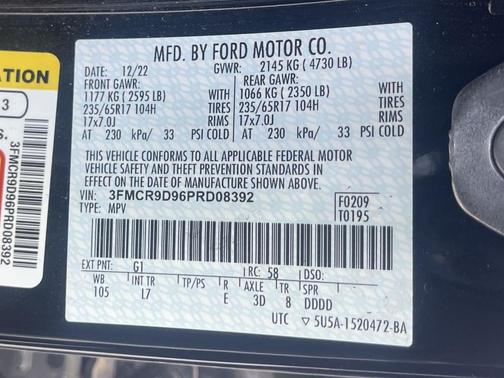 MFD. BY FORD MOTOR CO.
DATE: 12/22 GVWR: 2145 KG ( 4730 LB)
FRONT GAWR: REAR GAWR:
1177 KG ( 2595 LB) 1066 KG ( 2350 LB)
235/65R17 104H TIRES 235/65R17 104H TIRES
17x7.0J RIMS 17x7.0J RIMS
AT 230 kPa/ 33 PSI COLD AT 230 kPa/ 33 PSI COLD
THIS VEHICLE CONFORMS TO ALL APPLICABLE FEDERAL MOTOR
VEHICLE SAFETY AND THEFT PREVENTION STANDARDS IN EFFECT
ON THE DATE OF MANUFACTURE SHOWN ABOVE.
VIN: 3FMCR9D96PRD08392 F0209
TYPE: MPV T0195
EXT PNT: G1 RC: 58 DSO:
WB INT TR TP/PS R AXLE TR SPR
105 L7 E 3D 8 DDDD
UTC ▽5U5A-1520472-BA
ATION
3
S.
3FMCR9D96PRD08392